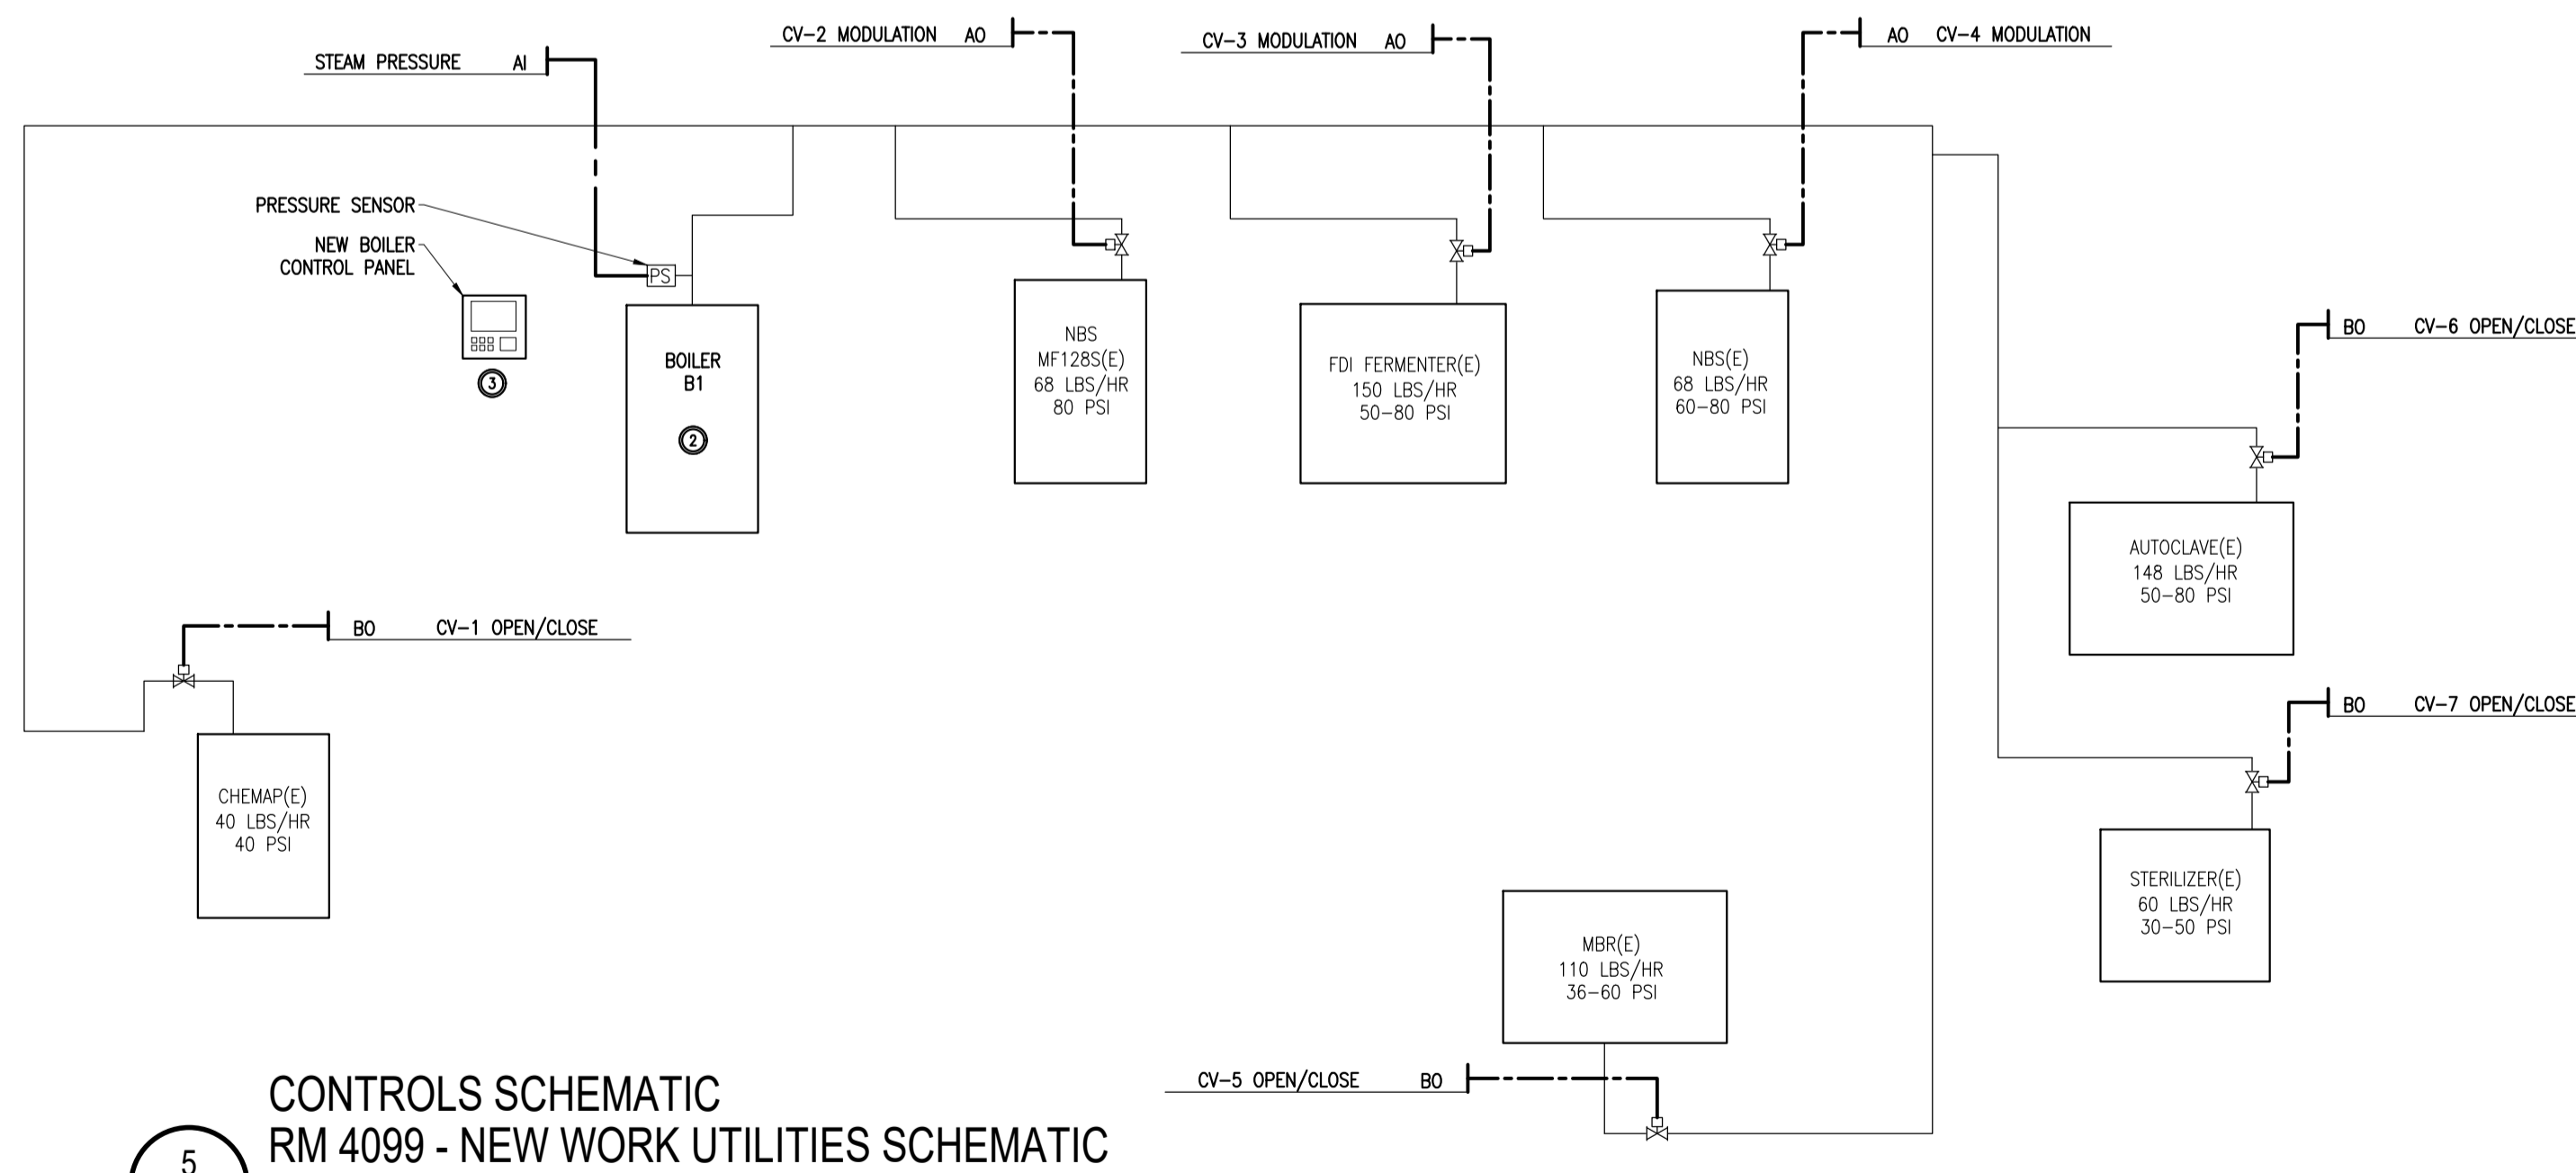 CV-2 MODULATION AO
CV-3 MODULATION AO
AO CV-4 MODULATION
STEAM PRESSURE AI
PRESSURE SENSOR
NEW BOILER
CONTROL PANEL
PS
3
BOILER
B1
2
NBS
MF128S(E)
68 LBS/HR
80 PSI
FDI FERMENTER(E)
150 LBS/HR
50-80 PSI
NBS(E)
68 LBS/HR
60-80 PSI
BO CV-6 OPEN/CLOSE
AUTOCLAVE(E)
148 LBS/HR
50-80 PSI
BO CV-1 OPEN/CLOSE
BO CV-7 OPEN/CLOSE
CHEMAP(E)
40 LBS/HR
40 PSI
STERILIZER(E)
60 LBS/HR
30-50 PSI
MBR(E)
110 LBS/HR
36-60 PSI
CV-5 OPEN/CLOSE BO
CONTROLS SCHEMATIC
RM 4099 - NEW WORK UTILITIES SCHEMATIC
5